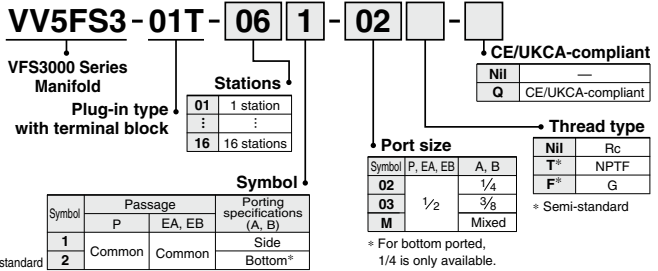 VV5FS3-01T-06 1-02 -
VFS3000 Series
Manifold
Plug-in type
with terminal block
Stations
01 1 station
⋮ ⋮
16 16 stations
Symbol
Symbol Passage Porting specifications (A, B)
P EA, EB
1 Common Common Side
2 Bottom*
standard
Port size
Symbol P, EA, EB A, B
02 1/2 1/4
03 3/8
M Mixed
* For bottom ported,
1/4 is only available.
CE/UKCA-compliant
Nil —
Q CE/UKCA-compliant
Thread type
Nil Rc
T* NPTF
F* G
* Semi-standard